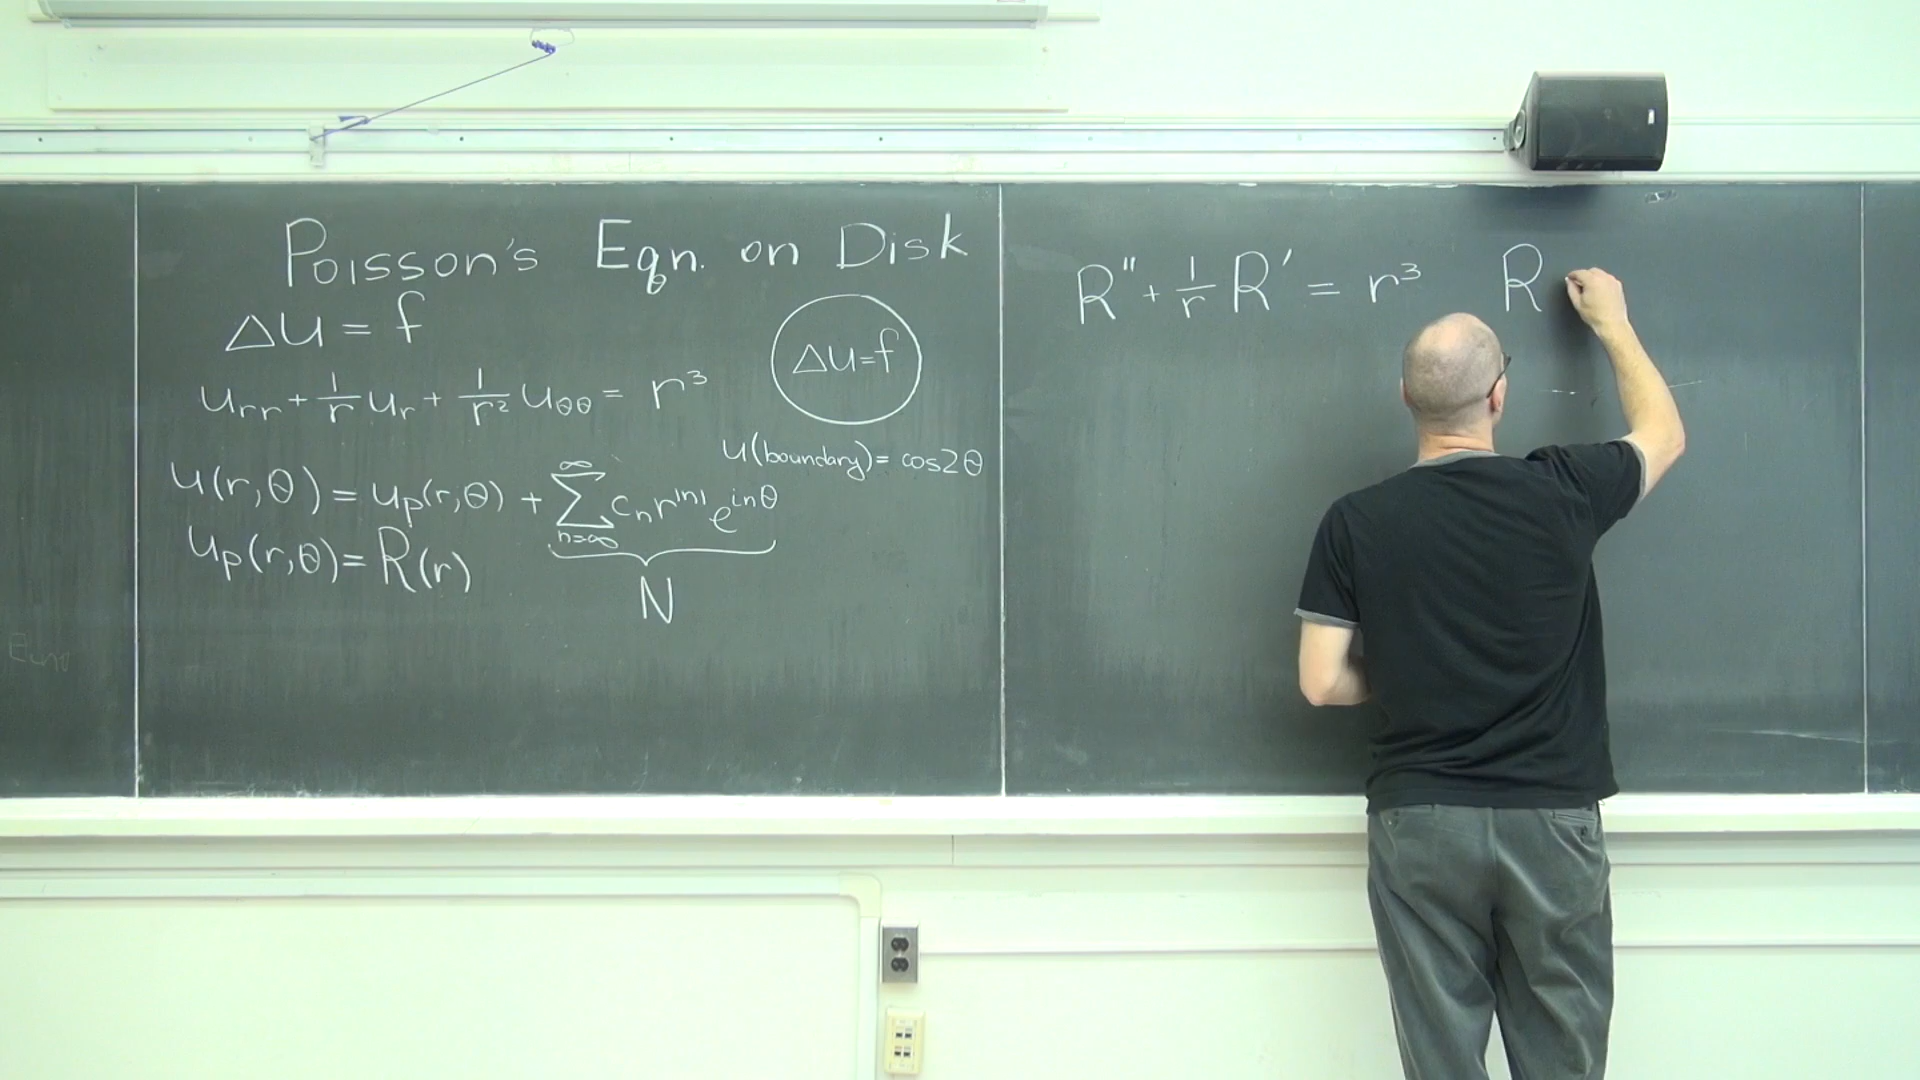 Poisson's Eqn. on Disk
Δu = f
Δu=f
u_rr + 1/r u_r + 1/r² u_θθ = r³
u(boundary) = cos2θ
u(r,θ) = u_p(r,θ) + ∑_{n=∞}^{∞} c_n r^{|n|} e^{inθ}
u_p(r,θ) = R(r)
N
R'' + 1/r R' = r³ R